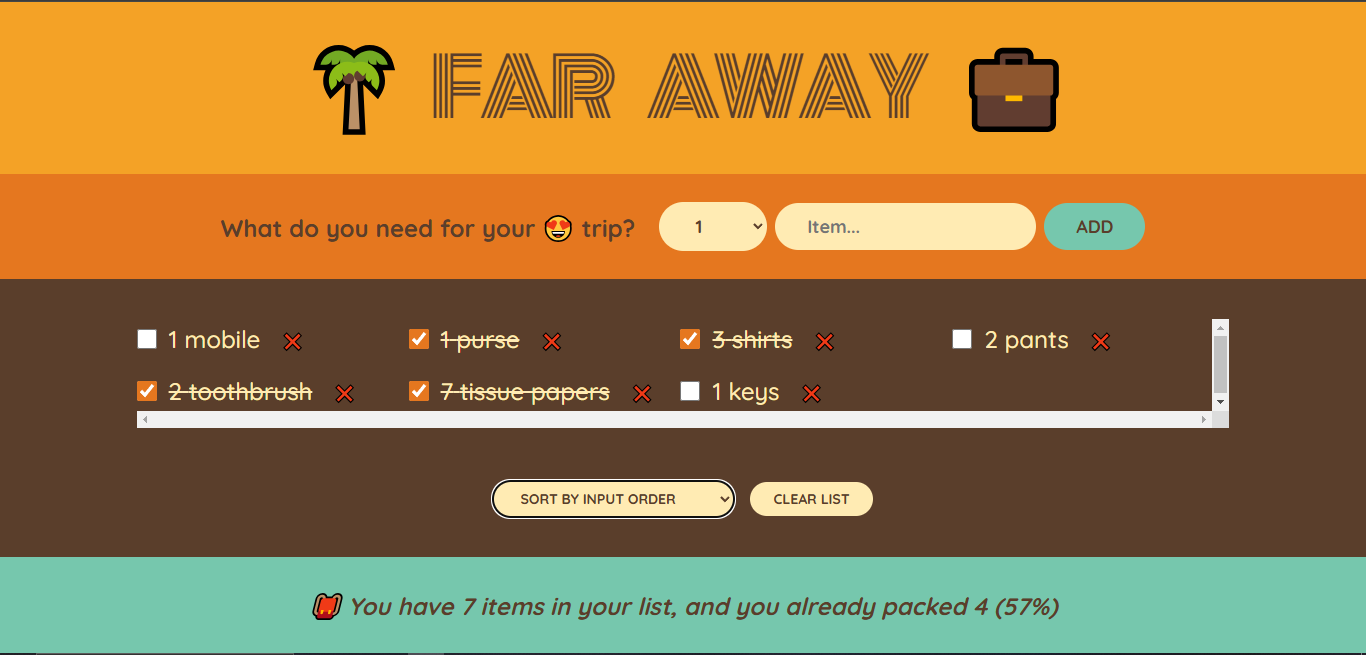 FAR AWAY
What do you need for your 😍 trip? 1 Item... ADD
1 mobile ❌ 1 purse ❌ 3 shirts ❌ 2 pants ❌
2 toothbrush ❌ 7 tissue papers ❌ 1 keys ❌
SORT BY INPUT ORDER CLEAR LIST
You have 7 items in your list, and you already packed 4 (57%)